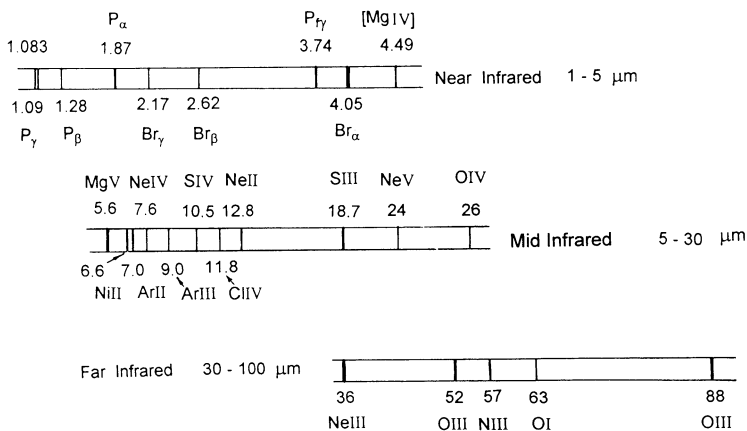 Pα Pfγ [MgIV]
1.083 1.87 3.74 4.49
Near Infrared 1 - 5 μm
1.09 1.28 2.17 2.62 4.05
Pγ Pβ Brγ Brβ Brα
MgV NeIV SIV NeII SIII NeV OIV
5.6 7.6 10.5 12.8 18.7 24 26
Mid Infrared 5 - 30 μm
6.6 7.0 9.0 11.8
NiII ArII ArIII ClIV
Far Infrared 30 - 100 μm
36 52 57 63 88
NeIII OIII NIII OI OIII